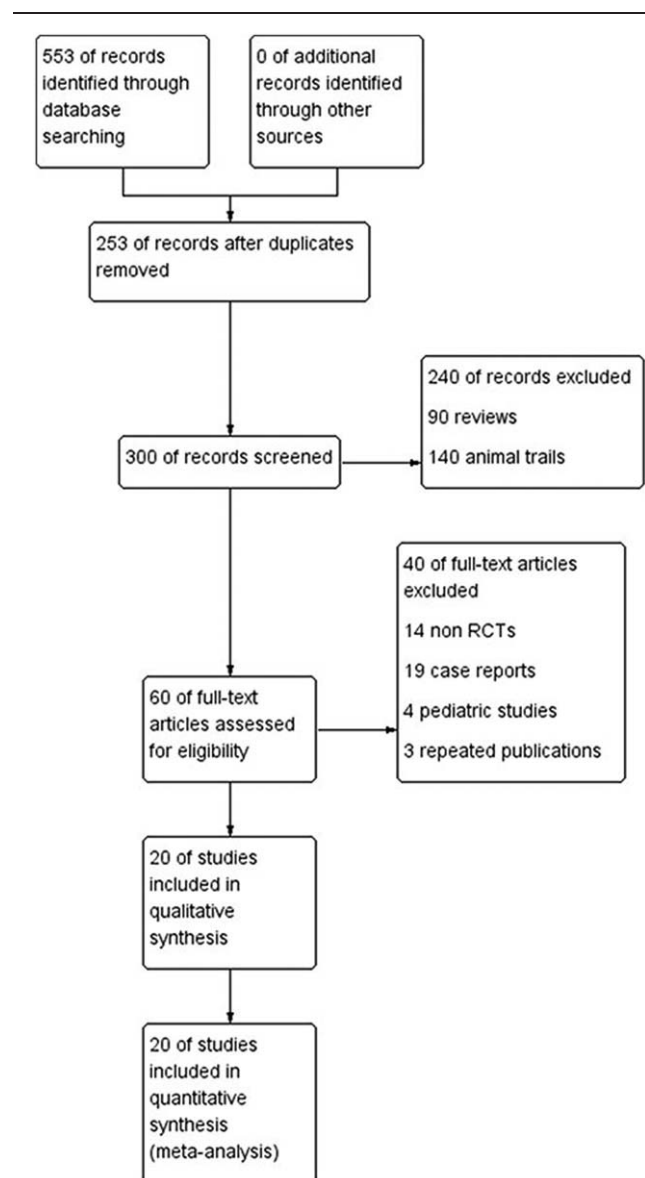 553 of records
identified through
database
searching
0 of additional
records identified
through other
sources
253 of records after duplicates
removed
300 of records screened
240 of records excluded
90 reviews
140 animal trails
60 of full-text
articles assessed
for eligibility
40 of full-text articles
excluded
14 non RCTs
19 case reports
4 pediatric studies
3 repeated publications
20 of studies
included in
qualitative
synthesis
20 of studies
included in
quantitative
synthesis
(meta-analysis)